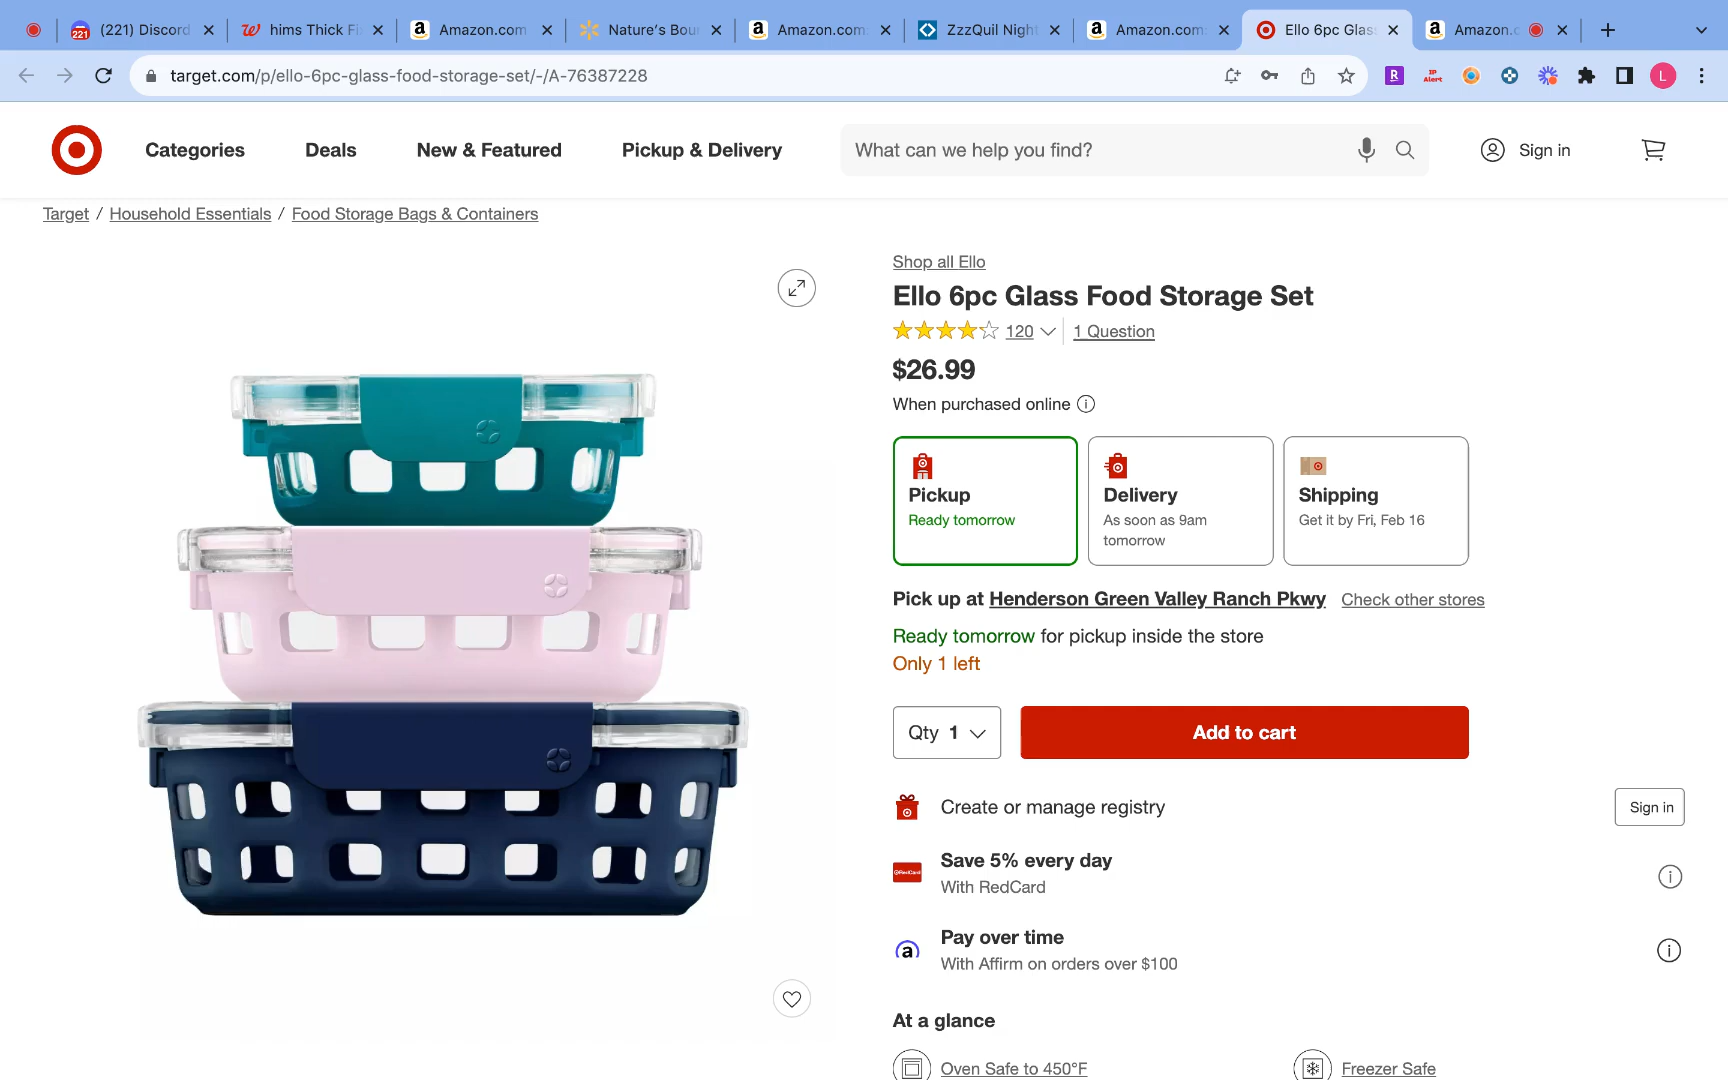 221
(221) Discord
hims Thick Fi
Amazon.com
Nature's Bou
Amazon.com
ZzzQuil Night
Amazon.com
Ello 6pc Glas
Amazon.c
target.com/p/ello-6pc-glass-food-storage-set/-/A-76387228
R
IP
Alert
L
Categories
Deals
New & Featured
Pickup & Delivery
What can we help you find?
Sign in
Target / Household Essentials / Food Storage Bags & Containers
Shop all Ello
Ello 6pc Glass Food Storage Set
120
1 Question
$26.99
When purchased online
Pickup
Ready tomorrow
Delivery
As soon as 9am
tomorrow
Shipping
Get it by Fri, Feb 16
Pick up at Henderson Green Valley Ranch Pkwy Check other stores
Ready tomorrow for pickup inside the store
Only 1 left
Qty 1
Add to cart
Create or manage registry
Sign in
RedCard
Save 5% every day
With RedCard
a
Pay over time
With Affirm on orders over $100
At a glance
Oven Safe to 450°F
Freezer Safe